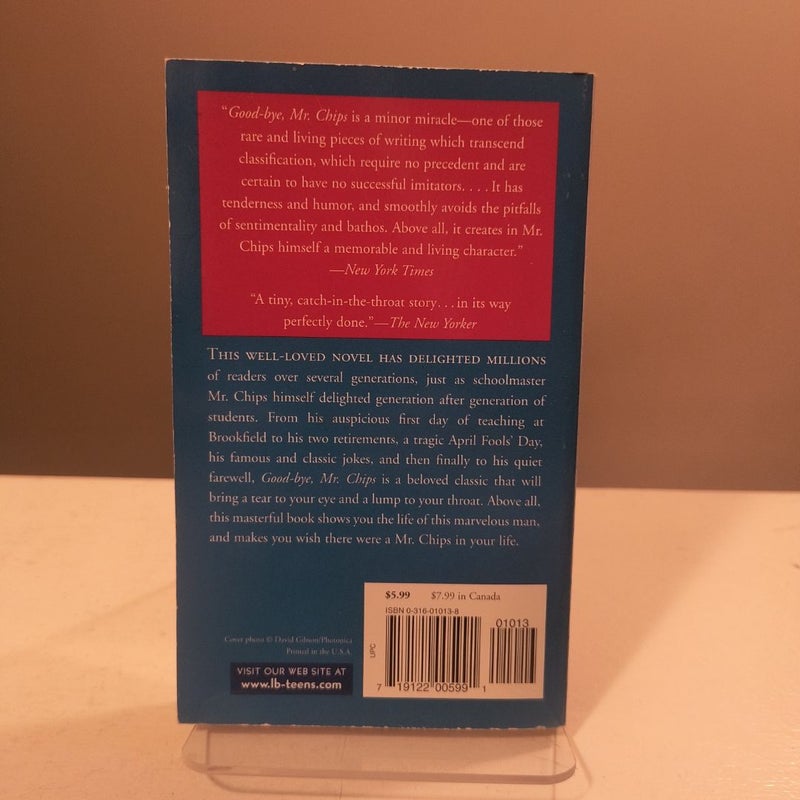 “Good-bye, Mr. Chips is a minor miracle—one of those
rare and living pieces of writing which transcend
classification, which require no precedent and are
certain to have no successful imitators. . . . It has
tenderness and humor, and smoothly avoids the pitfalls
of sentimentality and bathos. Above all, it creates in Mr.
Chips himself a memorable and living character.”
—New York Times
“A tiny, catch-in-the-throat story. . . in its way
perfectly done.”—The New Yorker
THIS WELL-LOVED NOVEL HAS DELIGHTED MILLIONS
of readers over several generations, just as schoolmaster
Mr. Chips himself delighted generation after generation of
students. From his auspicious first day of teaching at
Brookfield to his two retirements, a tragic April Fools’ Day,
his famous and classic jokes, and then finally to his quiet
farewell, Good-bye, Mr. Chips is a beloved classic that will
bring a tear to your eye and a lump to your throat. Above all,
this masterful book shows you the life of this marvelous man,
and makes you wish there were a Mr. Chips in your life.
$5.99 $7.99 in Canada
ISBN 0-316-01013-8
01013
UPC
7 19122 00599 1
Cover photo © David Gibson/Photonica
Printed in the U.S.A.
VISIT OUR WEB SITE AT
www.lb-teens.com